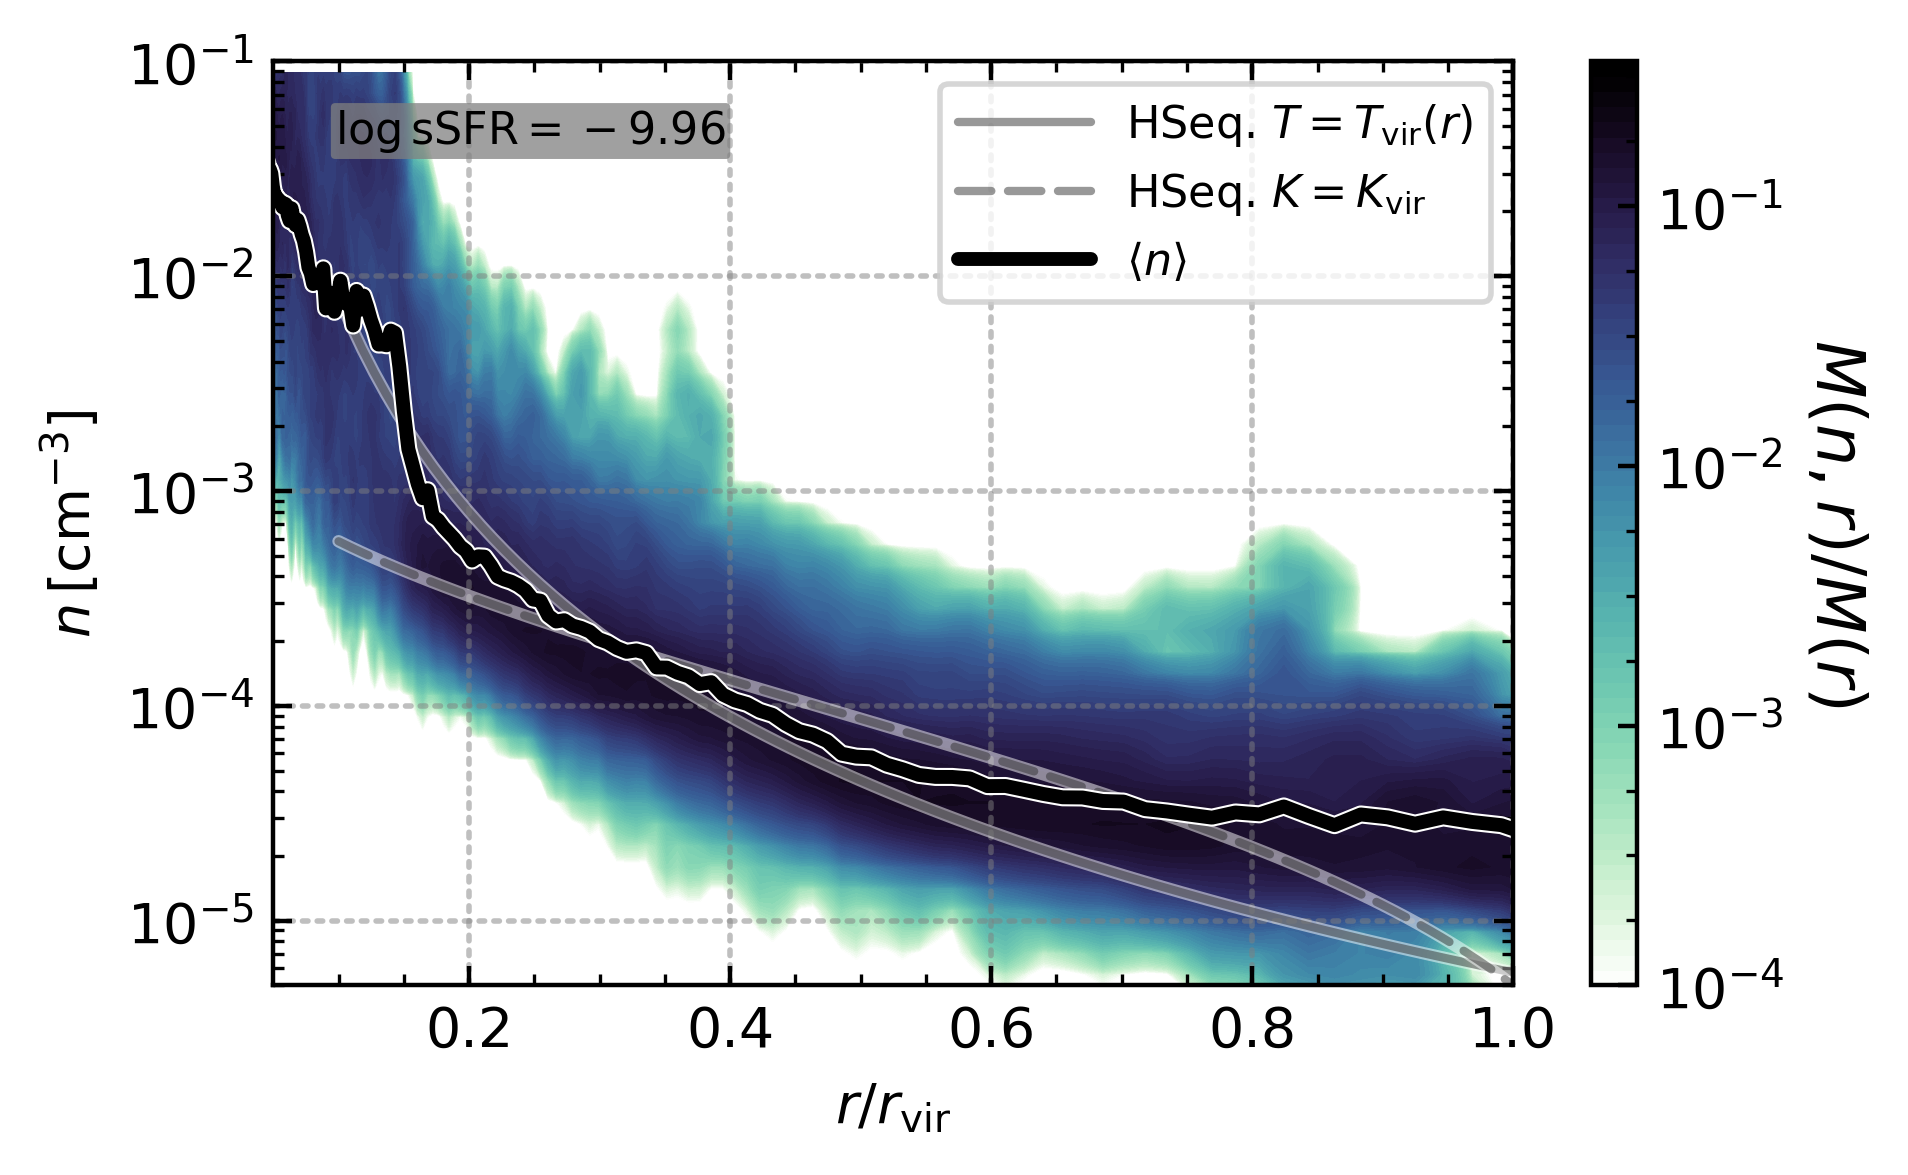 10⁻¹
10⁻²
10⁻³
10⁻⁴
10⁻⁵
n [cm⁻³]
log sSFR = −9.96
HSeq. T = T_vir(r)
HSeq. K = K_vir
⟨n⟩
0.2 0.4 0.6 0.8 1.0
r/r_vir
10⁻¹
10⁻²
10⁻³
10⁻⁴
M(n, r)/M(r)